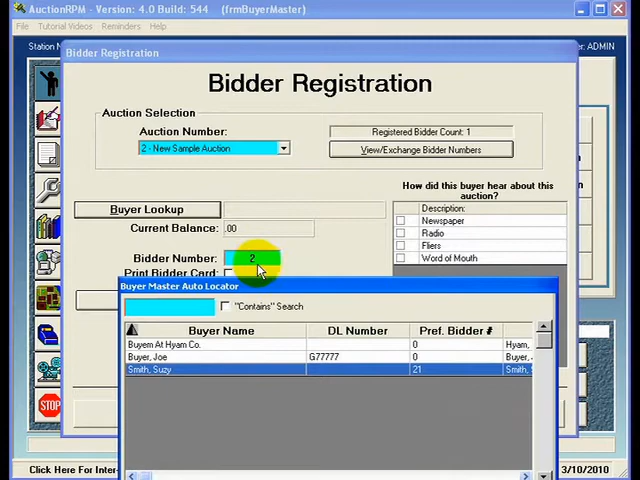 AuctionRPM - Version: 4.0 Build: 544 (frmBuyerMaster)
File Tutorial Videos Reminders Help
Station N
er: ADMIN
Bidder Registration
Bidder Registration
Auction Selection
Auction Number:
2 - New Sample Auction
Registered Bidder Count: 1
View/Exchange Bidder Numbers
How did this buyer hear about this auction?
Buyer Lookup
Description:
Newspaper
Current Balance: .00
Radio
Fliers
Bidder Number: 2
Word of Mouth
Print Bidder Card:
Buyer Master Auto Locator
"Contains" Search
Buyer Name DL Number Pref. Bidder #
Buyem At Hyam Co. 0 Hyam,
Buyer, Joe G77777 0 Buyer, J
Smith, Suzy 21 Smith, S
STOP
Click Here For Inter-
3/10/2010